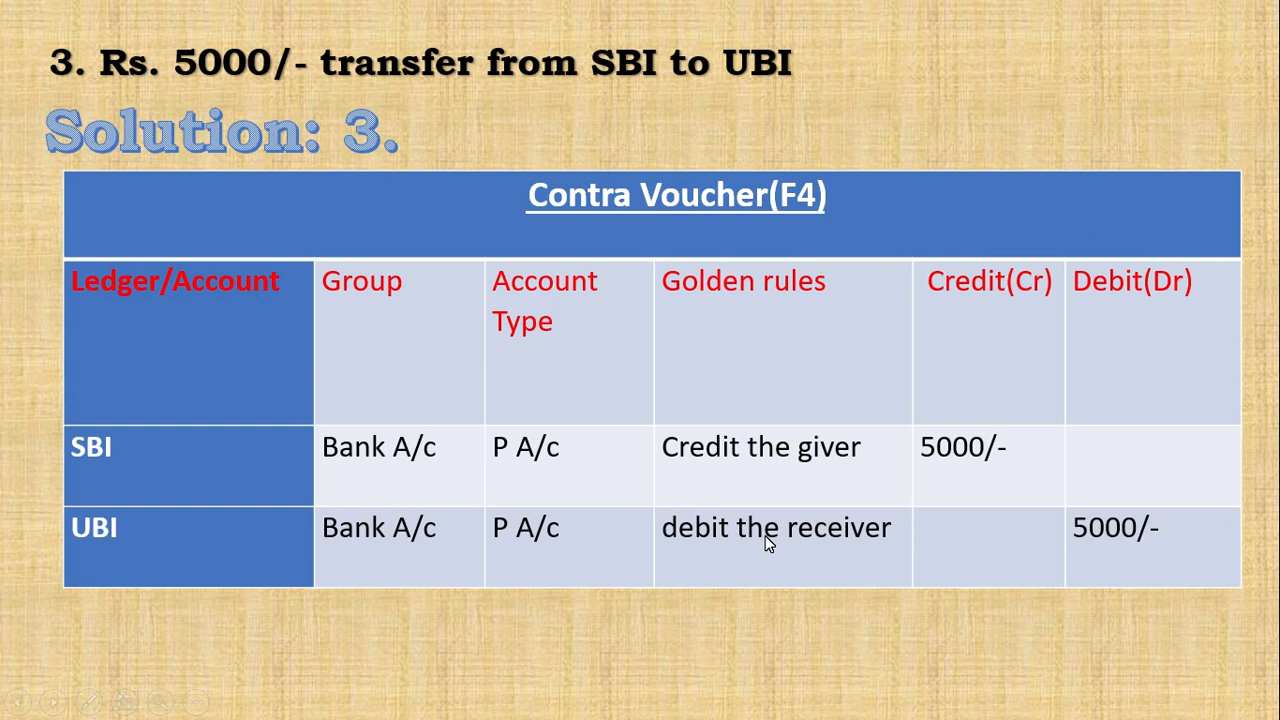 3. Rs. 5000/- transfer from SBI to UBI
Solution: 3.
Contra Voucher(F4)
Ledger/Account Group Account Type Golden rules Credit(Cr) Debit(Dr)
SBI Bank A/c P A/c Credit the giver 5000/-
UBI Bank A/c P A/c debit the receiver 5000/-